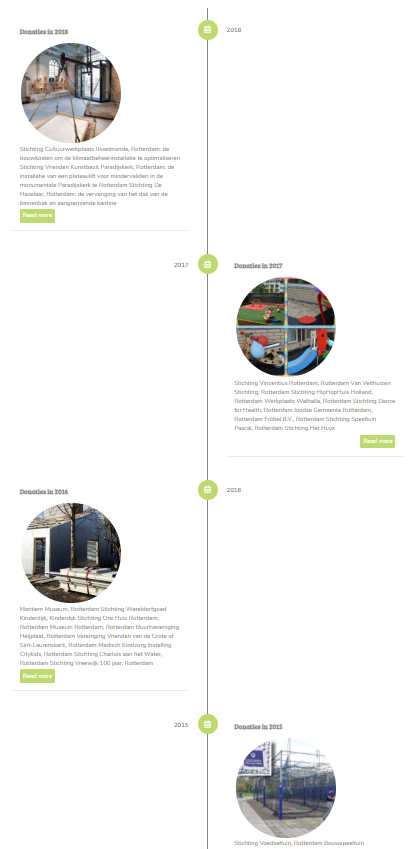 Donaties in 2018
2018
Stichting Cultuurwerkplaats IJsselmonde, Rotterdam: de
bouwkosten om de klimaatbeheerinstallatie te optimaliseren
Stichting Vrienden Kunstbezit Paradijskerk, Rotterdam: de
installatie van een plateaulift voor mindervaliden in de
monumentale Paradijskerk te Rotterdam Stichting De
Hazelaar, Rotterdam: de vervanging van het dak van de
binnenbak en aangrenzende kantine
Read more
2017
Donaties in 2017
Stichting Vincentius Rotterdam, Rotterdam Van Velthuizen
Stichting, Rotterdam Stichting HipHopHuis Holland,
Rotterdam Werkplaats Walhalla, Rotterdam Stichting Dance
for Health, Rotterdam Joodse Gemeente Rotterdam,
Rotterdam Fröbel B.V., Rotterdam Stichting Speeltuin
Pascal, Rotterdam Stichting Het Huys
Read more
Donaties in 2016
2018
Maritiem Museum, Rotterdam Stichting Werelderfgoed
Kinderdijk, Kinderdijk Stichting Ons Huis Rotterdam,
Rotterdam Museum Rotterdam, Rotterdam Buurtvereniging
Heijplaat, Rotterdam Vereniging Vrienden van de Grote of
Sint-Laurenskerk, Rotterdam Medisch Kindzorg Instelling
Citykids, Rotterdam Stichting Charlois aan het Water,
Rotterdam Stichting Vreewijk 100 jaar, Rotterdam
Read more
2015
Donaties in 2015
Stichting Voedseltuin, Rotterdam Bouwspeeltuin